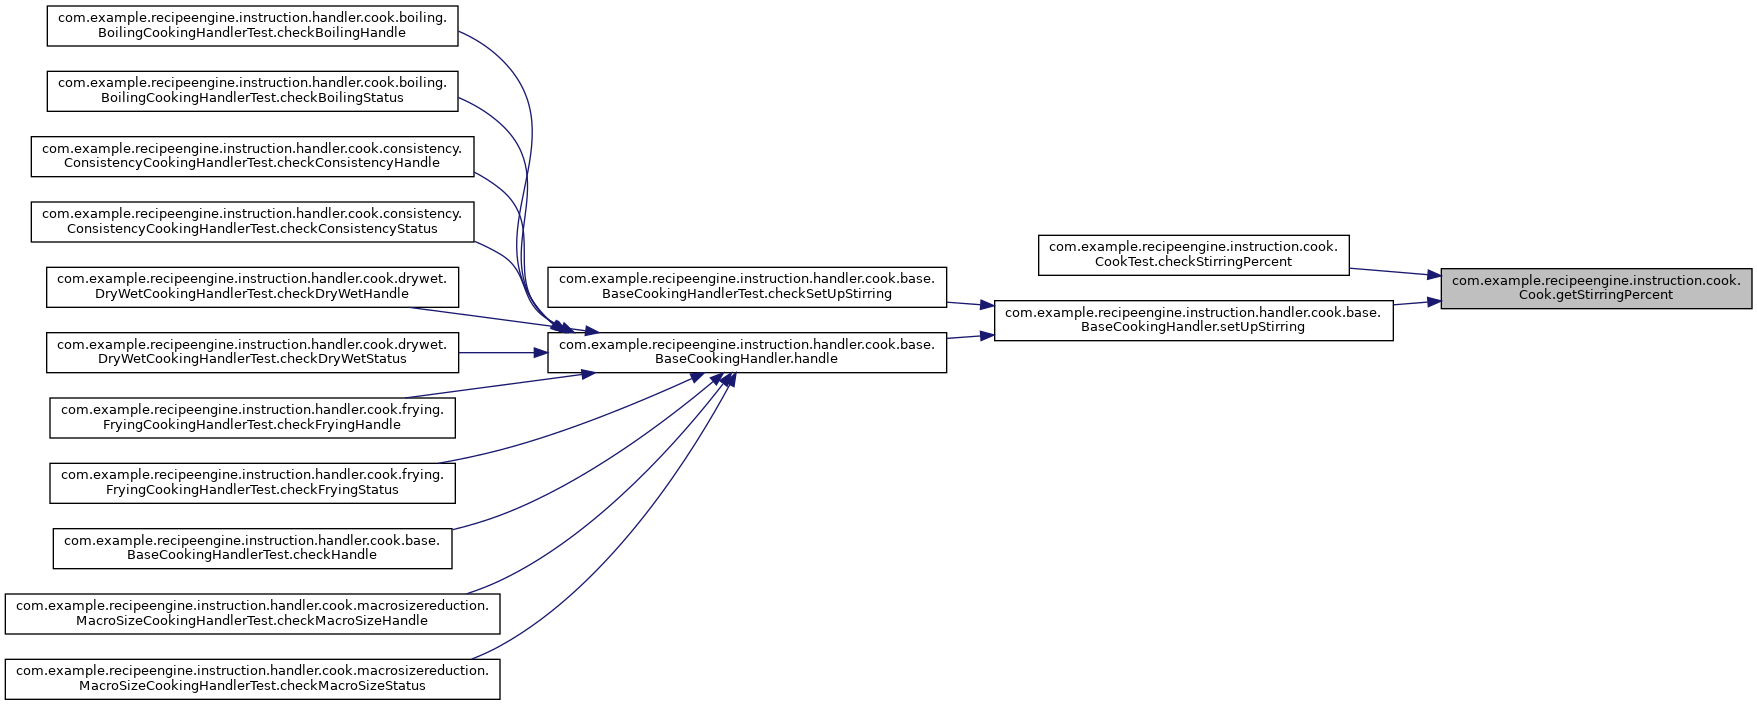 com.example.recipeengine.instruction.handler.cook.boiling.
BoilingCookingHandlerTest.checkBoilingHandle
com.example.recipeengine.instruction.handler.cook.boiling.
BoilingCookingHandlerTest.checkBoilingStatus
com.example.recipeengine.instruction.handler.cook.consistency.
ConsistencyCookingHandlerTest.checkConsistencyHandle
com.example.recipeengine.instruction.handler.cook.consistency.
ConsistencyCookingHandlerTest.checkConsistencyStatus
com.example.recipeengine.instruction.handler.cook.drywet.
DryWetCookingHandlerTest.checkDryWetHandle
com.example.recipeengine.instruction.handler.cook.drywet.
DryWetCookingHandlerTest.checkDryWetStatus
com.example.recipeengine.instruction.handler.cook.frying.
FryingCookingHandlerTest.checkFryingHandle
com.example.recipeengine.instruction.handler.cook.frying.
FryingCookingHandlerTest.checkFryingStatus
com.example.recipeengine.instruction.handler.cook.base.
BaseCookingHandlerTest.checkHandle
com.example.recipeengine.instruction.handler.cook.macrosizereduction.
MacroSizeCookingHandlerTest.checkMacroSizeHandle
com.example.recipeengine.instruction.handler.cook.macrosizereduction.
MacroSizeCookingHandlerTest.checkMacroSizeStatus
com.example.recipeengine.instruction.handler.cook.base.
BaseCookingHandlerTest.checkSetUpStirring
com.example.recipeengine.instruction.handler.cook.base.
BaseCookingHandler.handle
com.example.recipeengine.instruction.cook.
CookTest.checkStirringPercent
com.example.recipeengine.instruction.handler.cook.base.
BaseCookingHandler.setUpStirring
com.example.recipeengine.instruction.cook.
Cook.getStirringPercent